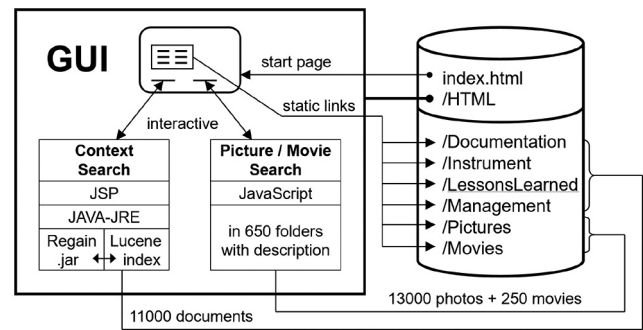 GUI
start page
static links
interactive
Context
Search
JSP
JAVA-JRE
Regain
.jar
Lucene
index
Picture / Movie
Search
JavaScript
in 650 folders
with description
index.html
/HTML
/Documentation
/Instrument
/LessonsLearned
/Management
/Pictures
/Movies
13000 photos + 250 movies
11000 documents